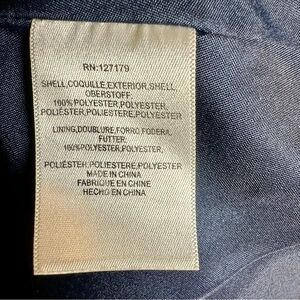 RN:127179
SHELL,COQUILLE,EXTERIOR,SHELL,
OBERSTOFF:
100%POLYESTER,POLYESTER,
POLIÉSTER,POLIESTERE,POLYESTER
LINING,DOUBLURE,FORRO,FODERA,
FUTTER:
100%POLYESTER,POLYESTER,
POLIÉSTER,POLIESTERE,POLYESTER
MADE IN CHINA
FABRIQUE EN CHINE
HECHO EN CHINA